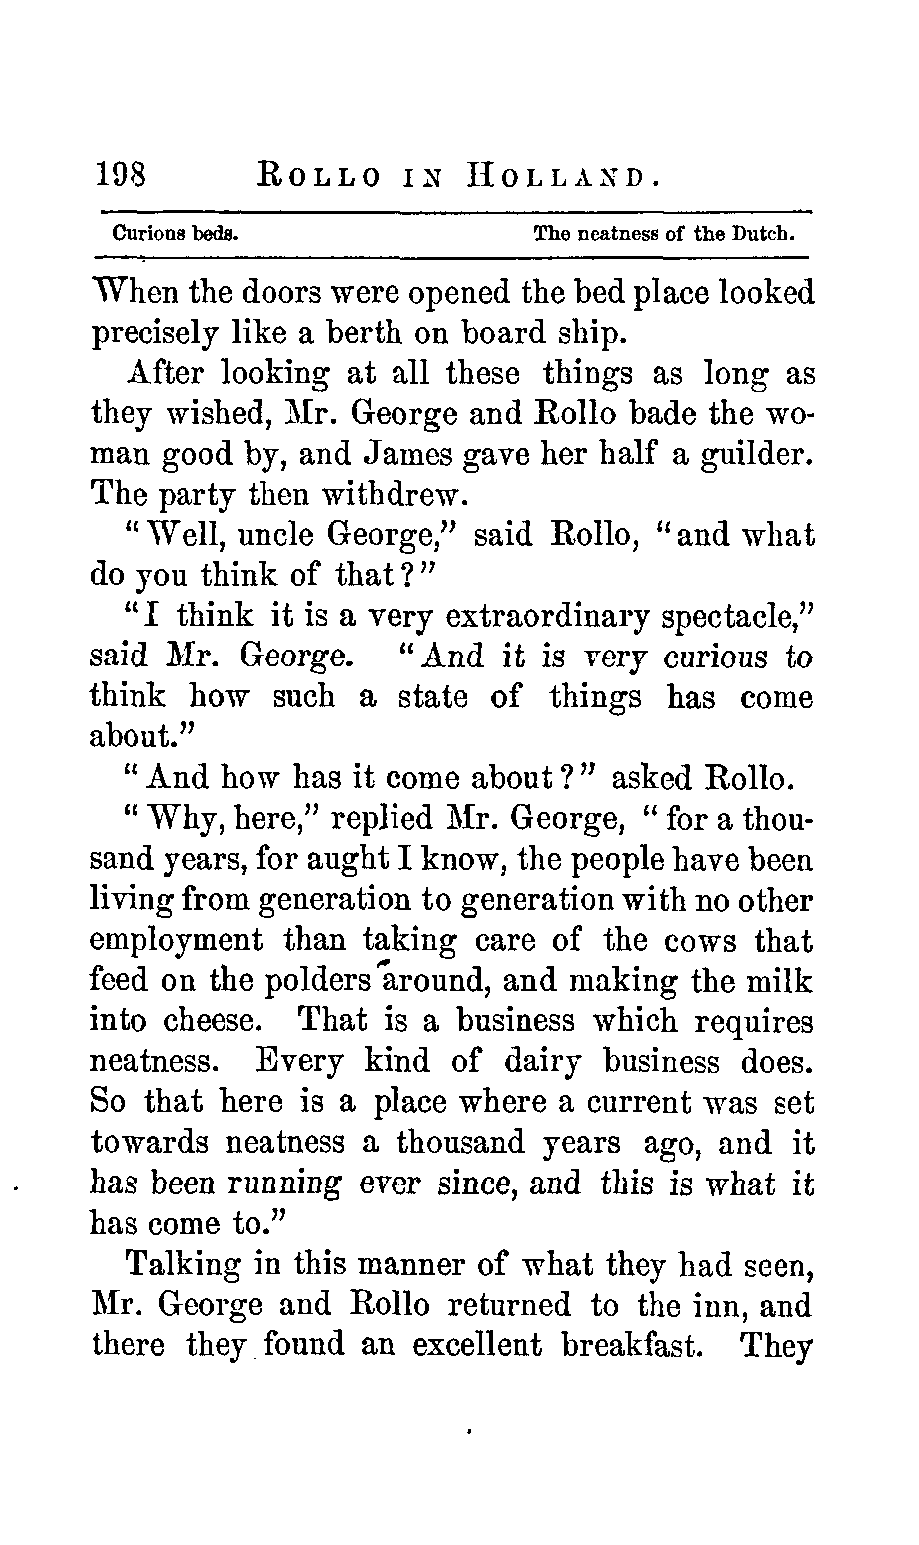 198 ROLLO IN HOLLAND.
Curious beds. The neatness of the Dutch.
When the doors were opened the bed place looked
precisely like a berth on board ship.
After looking at all these things as long as
they wished, Mr. George and Rollo bade the wo-
man good by, and James gave her half a guilder.
The party then withdrew.
"Well, uncle George," said Rollo, "and what
do you think of that?"
"I think it is a very extraordinary spectacle,"
said Mr. George. "And it is very curious to
think how such a state of things has come
about."
"And how has it come about?" asked Rollo.
"Why, here," replied Mr. George, "for a thou-
sand years, for aught I know, the people have been
living from generation to generation with no other
employment than taking care of the cows that
feed on the polders around, and making the milk
into cheese. That is a business which requires
neatness. Every kind of dairy business does.
So that here is a place where a current was set
towards neatness a thousand years ago, and it
has been running ever since, and this is what it
has come to."
Talking in this manner of what they had seen,
Mr. George and Rollo returned to the inn, and
there they found an excellent breakfast. They